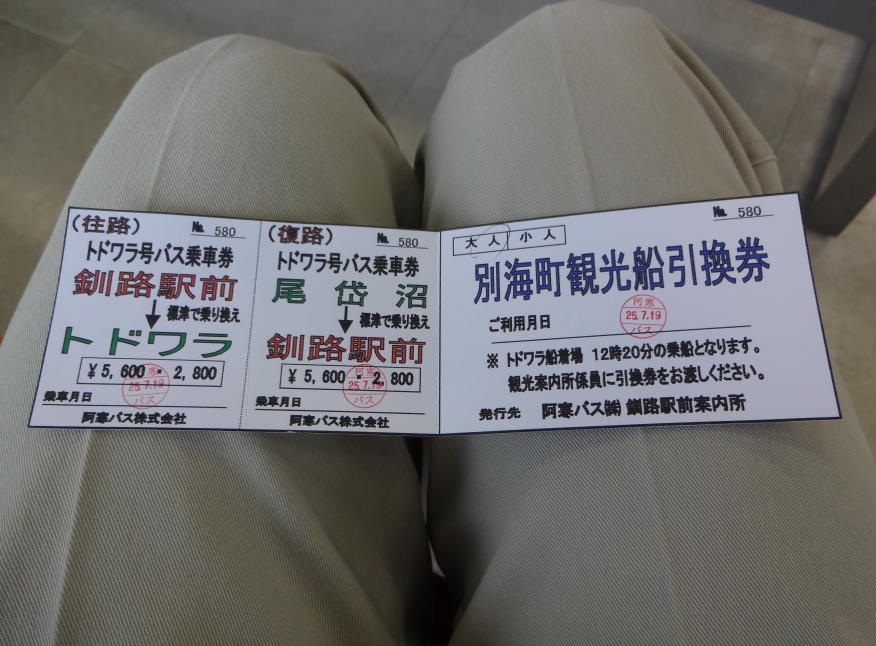 (往路)
№ 580
トドワラ号バス乗車券
釧路駅前
標津で乗り換え
トドワラ
¥5,600・2,800
阿寒
25.7.19
バス
乗車月日
阿寒バス株式会社
(復路)
№ 580
トドワラ号バス乗車券
尾岱沼
標津で乗り換え
釧路駅前
¥5,600・2,800
阿寒
25.7.19
バス
乗車月日
阿寒バス株式会社
№ 580
大人 小人
別海町観光船引換券
阿寒
25.7.19
バス
ご利用月日
※ トドワラ船着場 12時20分の乗船となります。
観光案内所係員に引換券をお渡しください。
発行先 阿寒バス㈱ 釧路駅前案内所